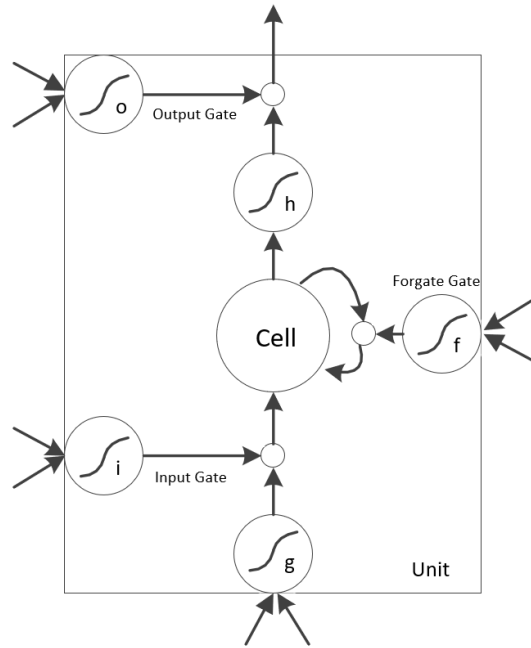 o
Output Gate
h
Forgate Gate
Cell
f
i
Input Gate
g
Unit